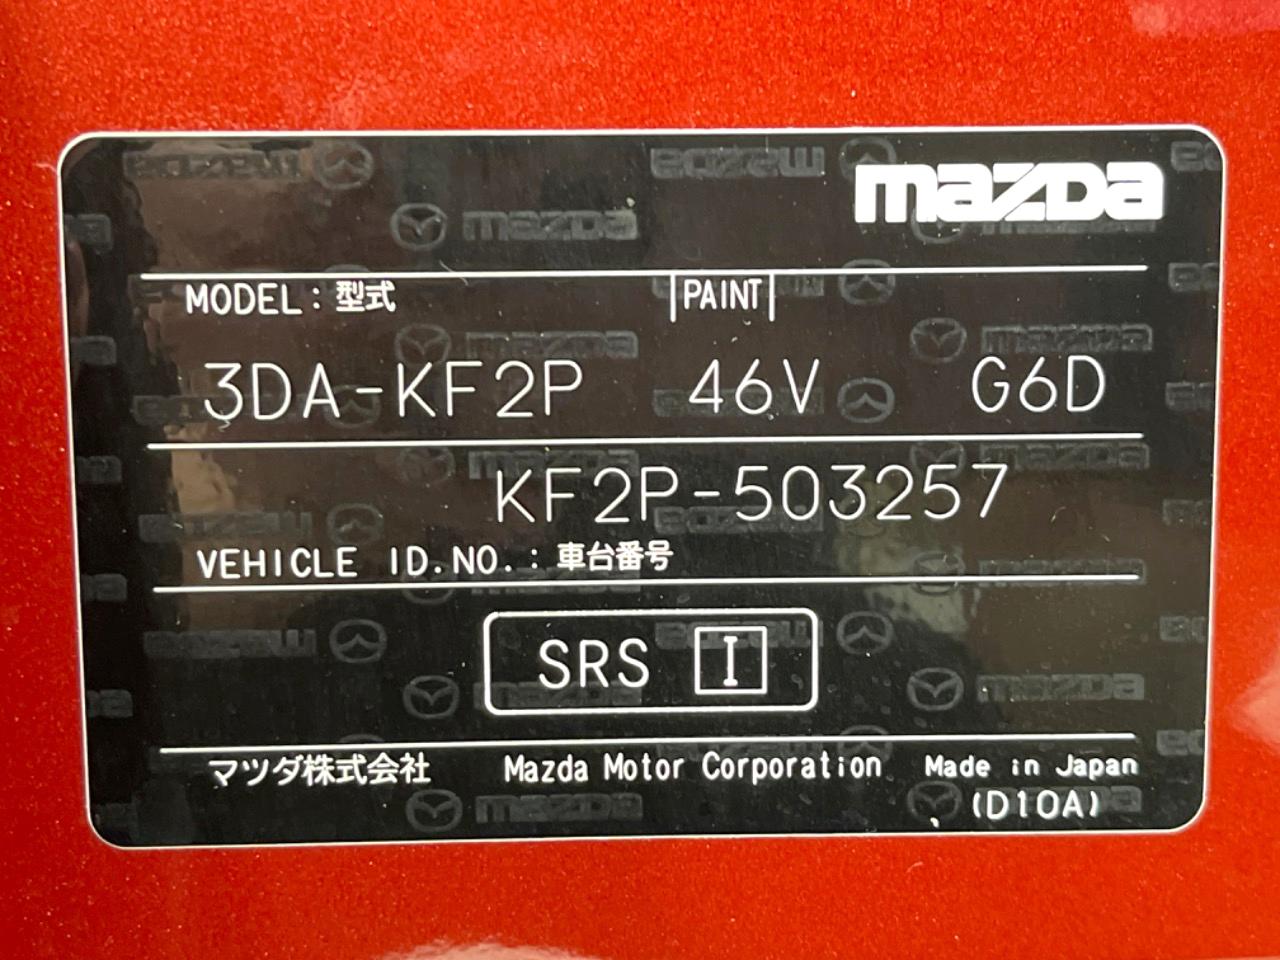 mazda
MODEL : 型式 |PAINT|
3DA-KF2P 46V G6D
KF2P-503257
VEHICLE ID.NO. : 車台番号
SRS I
マツダ株式会社 Mazda Motor Corporation Made in Japan
(D10A)